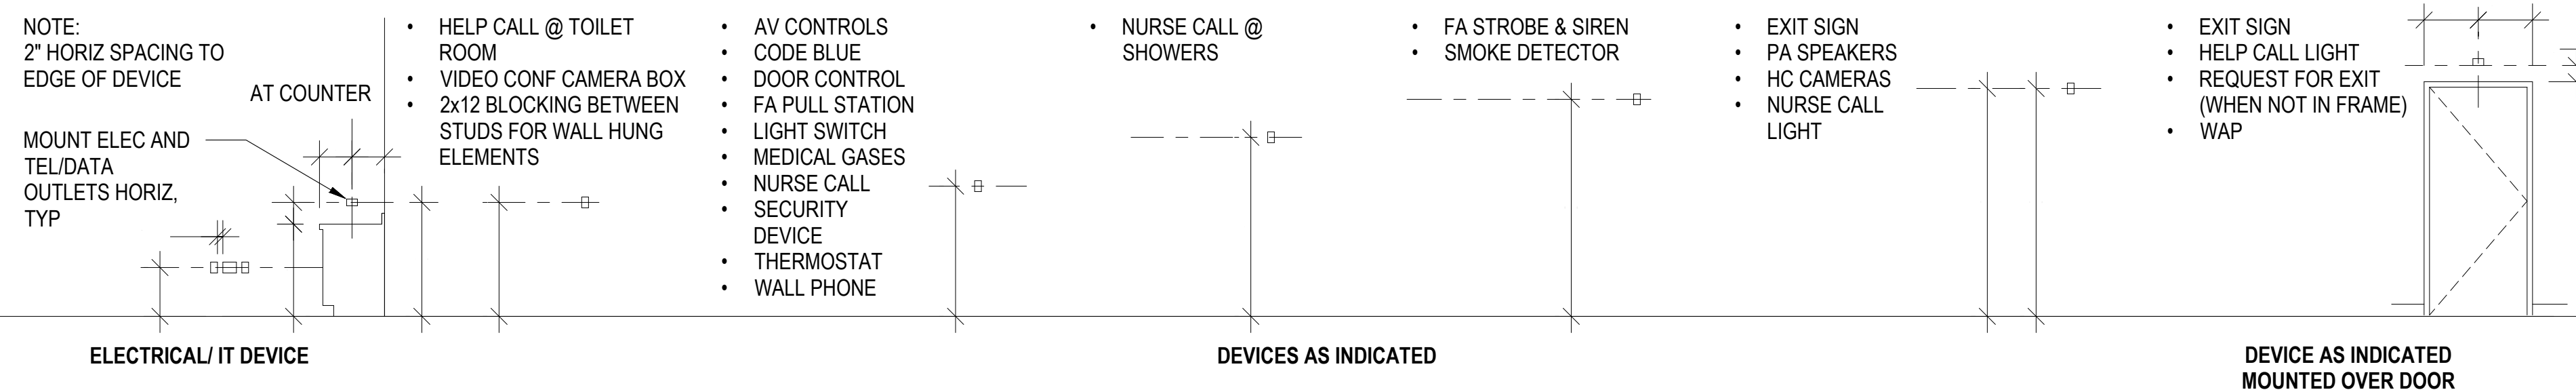 NOTE:
2" HORIZ SPACING TO
EDGE OF DEVICE
AT COUNTER
MOUNT ELEC AND
TEL/DATA
OUTLETS HORIZ,
TYP
• HELP CALL @ TOILET
ROOM
• VIDEO CONF CAMERA BOX
• 2x12 BLOCKING BETWEEN
STUDS FOR WALL HUNG
ELEMENTS
• AV CONTROLS
• CODE BLUE
• DOOR CONTROL
• FA PULL STATION
• LIGHT SWITCH
• MEDICAL GASES
• NURSE CALL
• SECURITY
DEVICE
• THERMOSTAT
• WALL PHONE
• NURSE CALL @
SHOWERS
• FA STROBE & SIREN
• SMOKE DETECTOR
• EXIT SIGN
• PA SPEAKERS
• HC CAMERAS
• NURSE CALL
LIGHT
• EXIT SIGN
• HELP CALL LIGHT
• REQUEST FOR EXIT
(WHEN NOT IN FRAME)
• WAP
ELECTRICAL/ IT DEVICE
DEVICES AS INDICATED
DEVICE AS INDICATED
MOUNTED OVER DOOR